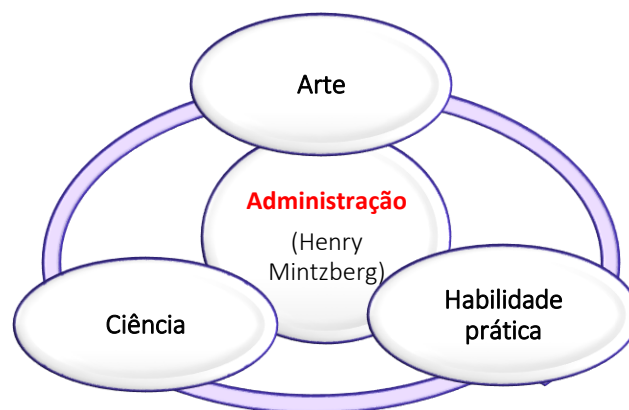 Arte
Administração
(Henry
Mintzberg)
Ciência
Habilidade
prática